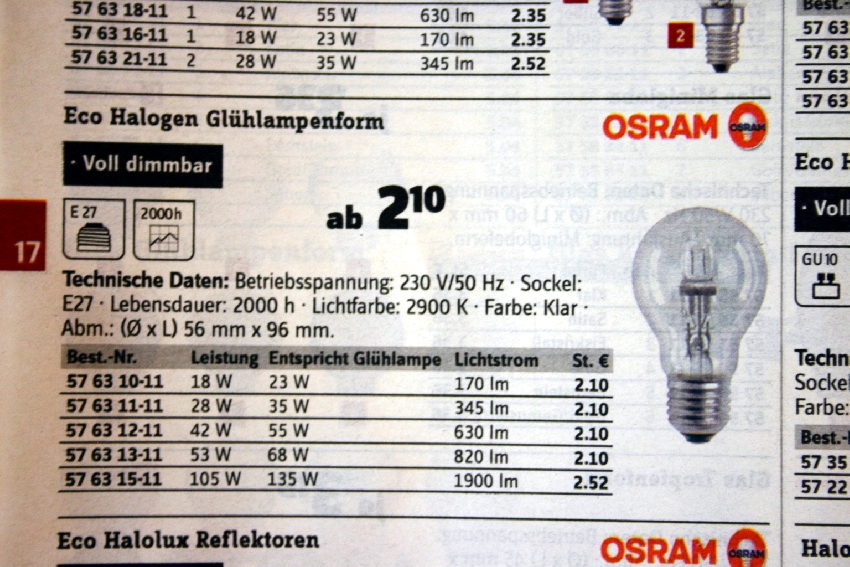 57 63 18-11 1 42 W 55 W 630 lm 2.35
57 63 16-11 1 18 W 23 W 170 lm 2.35
57 63 21-11 2 28 W 35 W 345 lm 2.52
2
Eco Halogen Glühlampenform
OSRAM OSRAM
· Voll dimmbar
E 27 2000h
ab 210
17
Technische Daten: Betriebsspannung: 230 V/50 Hz · Sockel:
E27 · Lebensdauer: 2000 h · Lichtfarbe: 2900 K · Farbe: Klar ·
Abm.: (Ø x L) 56 mm x 96 mm.
Best.-Nr. Leistung Entspricht Glühlampe Lichtstrom St. €
57 63 10-11 18 W 23 W 170 lm 2.10
57 63 11-11 28 W 35 W 345 lm 2.10
57 63 12-11 42 W 55 W 630 lm 2.10
57 63 13-11 53 W 68 W 820 lm 2.10
57 63 15-11 105 W 135 W 1900 lm 2.52
Eco Halolux Reflektoren
OSRAM OSRAM
Best.-
57 63
57 63
57 63
57 63
Eco H
· Voll
GU10
Techn
Sockel
Farbe:
Best.-
57 35
57 22
Halo